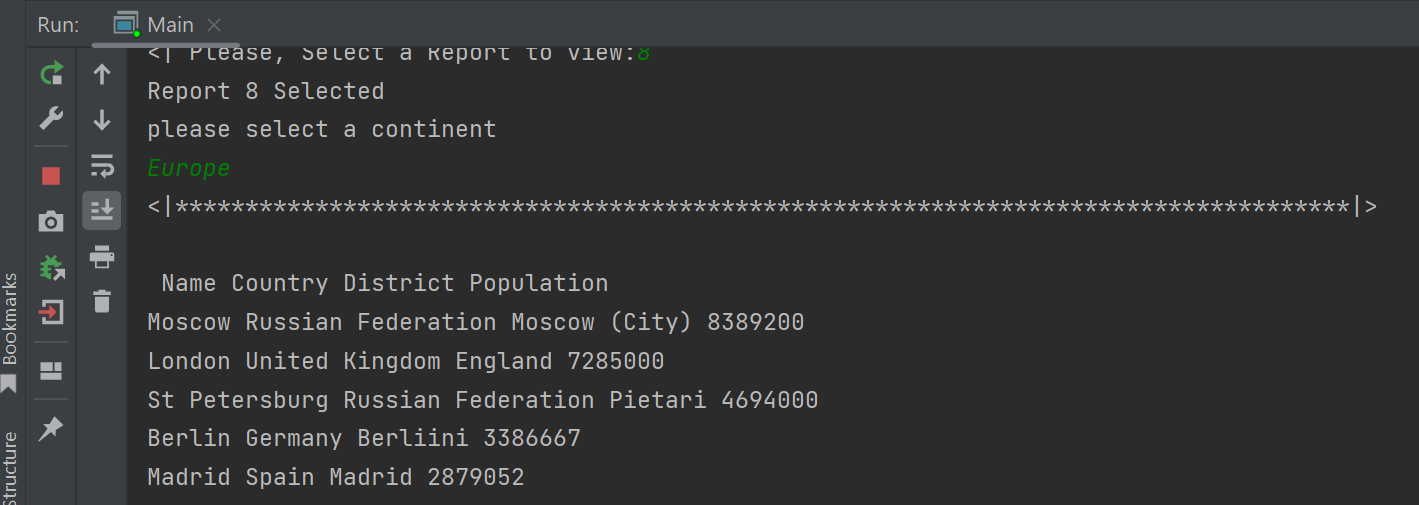 Run: Main
<| Please, Select a Report to view:8
Report 8 Selected
please select a continent
Europe
<|************************************************************************************|>
Name Country District Population
Moscow Russian Federation Moscow (City) 8389200
London United Kingdom England 7285000
St Petersburg Russian Federation Pietari 4694000
Berlin Germany Berliini 3386667
Madrid Spain Madrid 2879052
Bookmarks
Structure